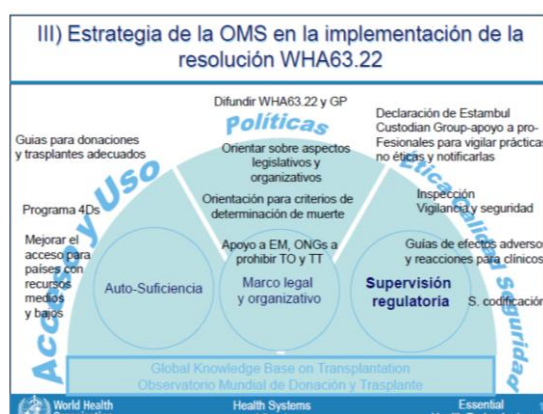 III) Estrategia de la OMS en la implementación de la
resolución WHA63.22
Difundir WHA63.22 y GP
Políticas
Orientar sobre aspectos
legislativos y
organizativos
Orientación para criterios de
determinación de muerte
Apoyo a EM, ONGs a
prohibir TO y TT
Marco legal
y organizativo
Guias para donaciones
y trasplantes adecuados
Acceso y Uso
Programa 4Ds
Mejorar el
acceso para
países con
recursos
medios
y bajos
Auto-Suficiencia
Declaración de Estambul
Custodian Group-apoyo a pro-
Fesionales para vigilar prácticas
no éticas y notificarlas
Ética Calidad Seguridad
Inspección
Vigilancia y seguridad
Guías de efectos adversos
y reacciones para clínicos
Supervisión
regulatoria
S. codificación
Global Knowledge Base on Transplantation
Observatorio Mundial de Donación y Trasplante
World Health
Health Systems
Essential